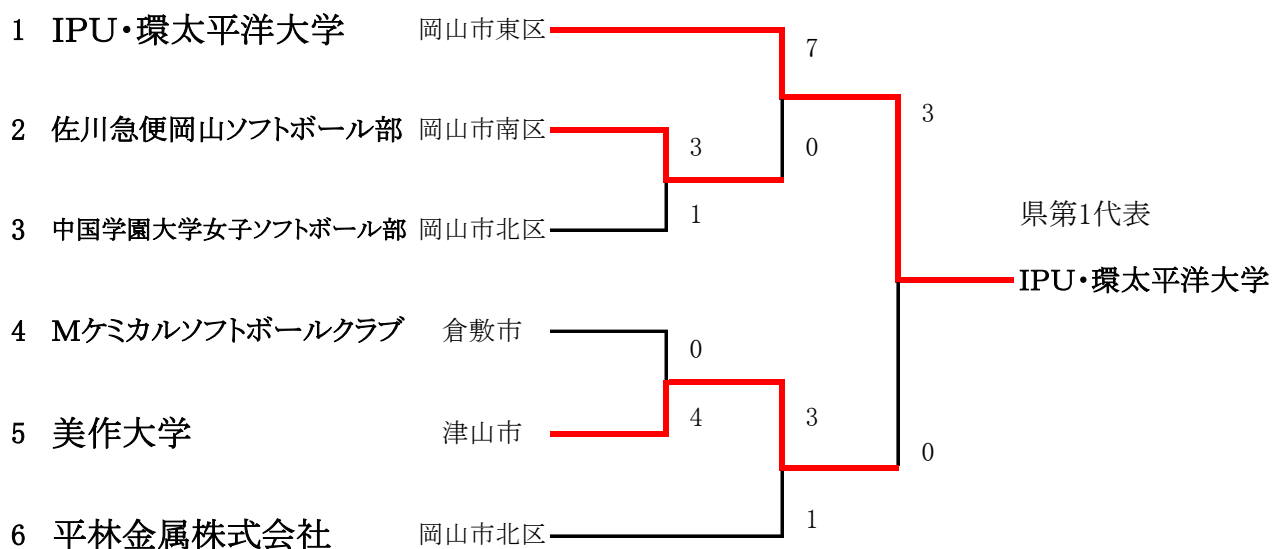 1 IPU・環太平洋大学 岡山市東区
7
3
2 佐川急便岡山ソフトボール部 岡山市南区
3
0
1
県第1代表
3 中国学園大学女子ソフトボール部 岡山市北区
IPU・環太平洋大学
4 Mケミカルソフトボールクラブ 倉敷市
0
4
3
5 美作大学 津山市
0
1
6 平林金属株式会社 岡山市北区